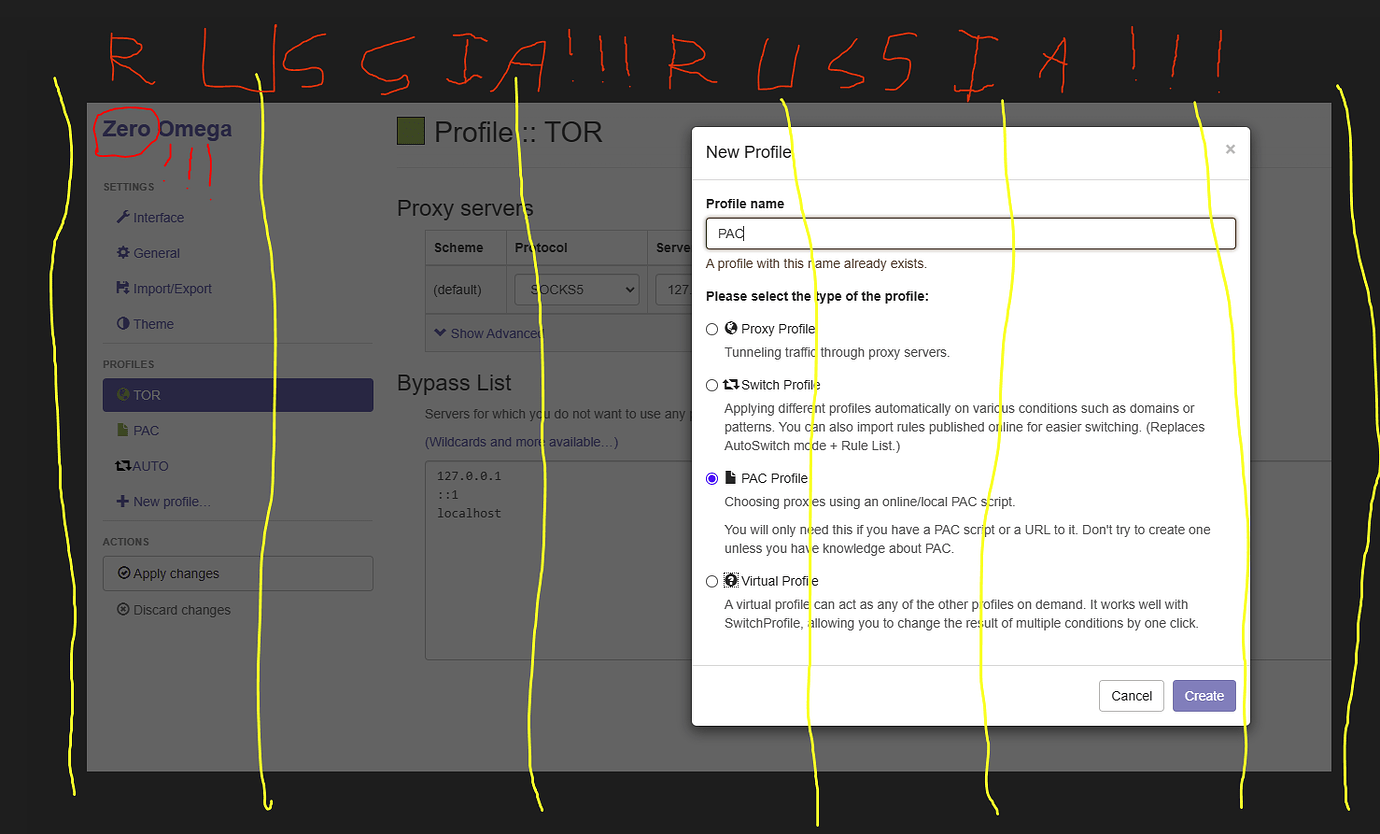 R U S S I A ! ! ! R U S S I A ! ! !
Zero Omega
! ! !
SETTINGS
Interface
General
Import/Export
Theme
PROFILES
TOR
PAC
AUTO
New profile...
ACTIONS
Apply changes
Discard changes
Profile :: TOR
Proxy servers
Scheme Protocol Serve
(default) SOCKS5 127.
Show Advanced
Bypass List
Servers for which you do not want to use any
(Wildcards and more available...)
127.0.0.1
::1
localhost
New Profile ×
Profile name
PAC
A profile with this name already exists.
Please select the type of the profile:
Proxy Profile
Tunneling traffic through proxy servers.
Switch Profile
Applying different profiles automatically on various conditions such as domains or
patterns. You can also import rules published online for easier switching. (Replaces
AutoSwitch mode + Rule List.)
PAC Profile
Choosing proxies using an online/local PAC script.
You will only need this if you have a PAC script or a URL to it. Don't try to create one
unless you have knowledge about PAC.
Virtual Profile
A virtual profile can act as any of the other profiles on demand. It works well with
SwitchProfile, allowing you to change the result of multiple conditions by one click.
Cancel Create